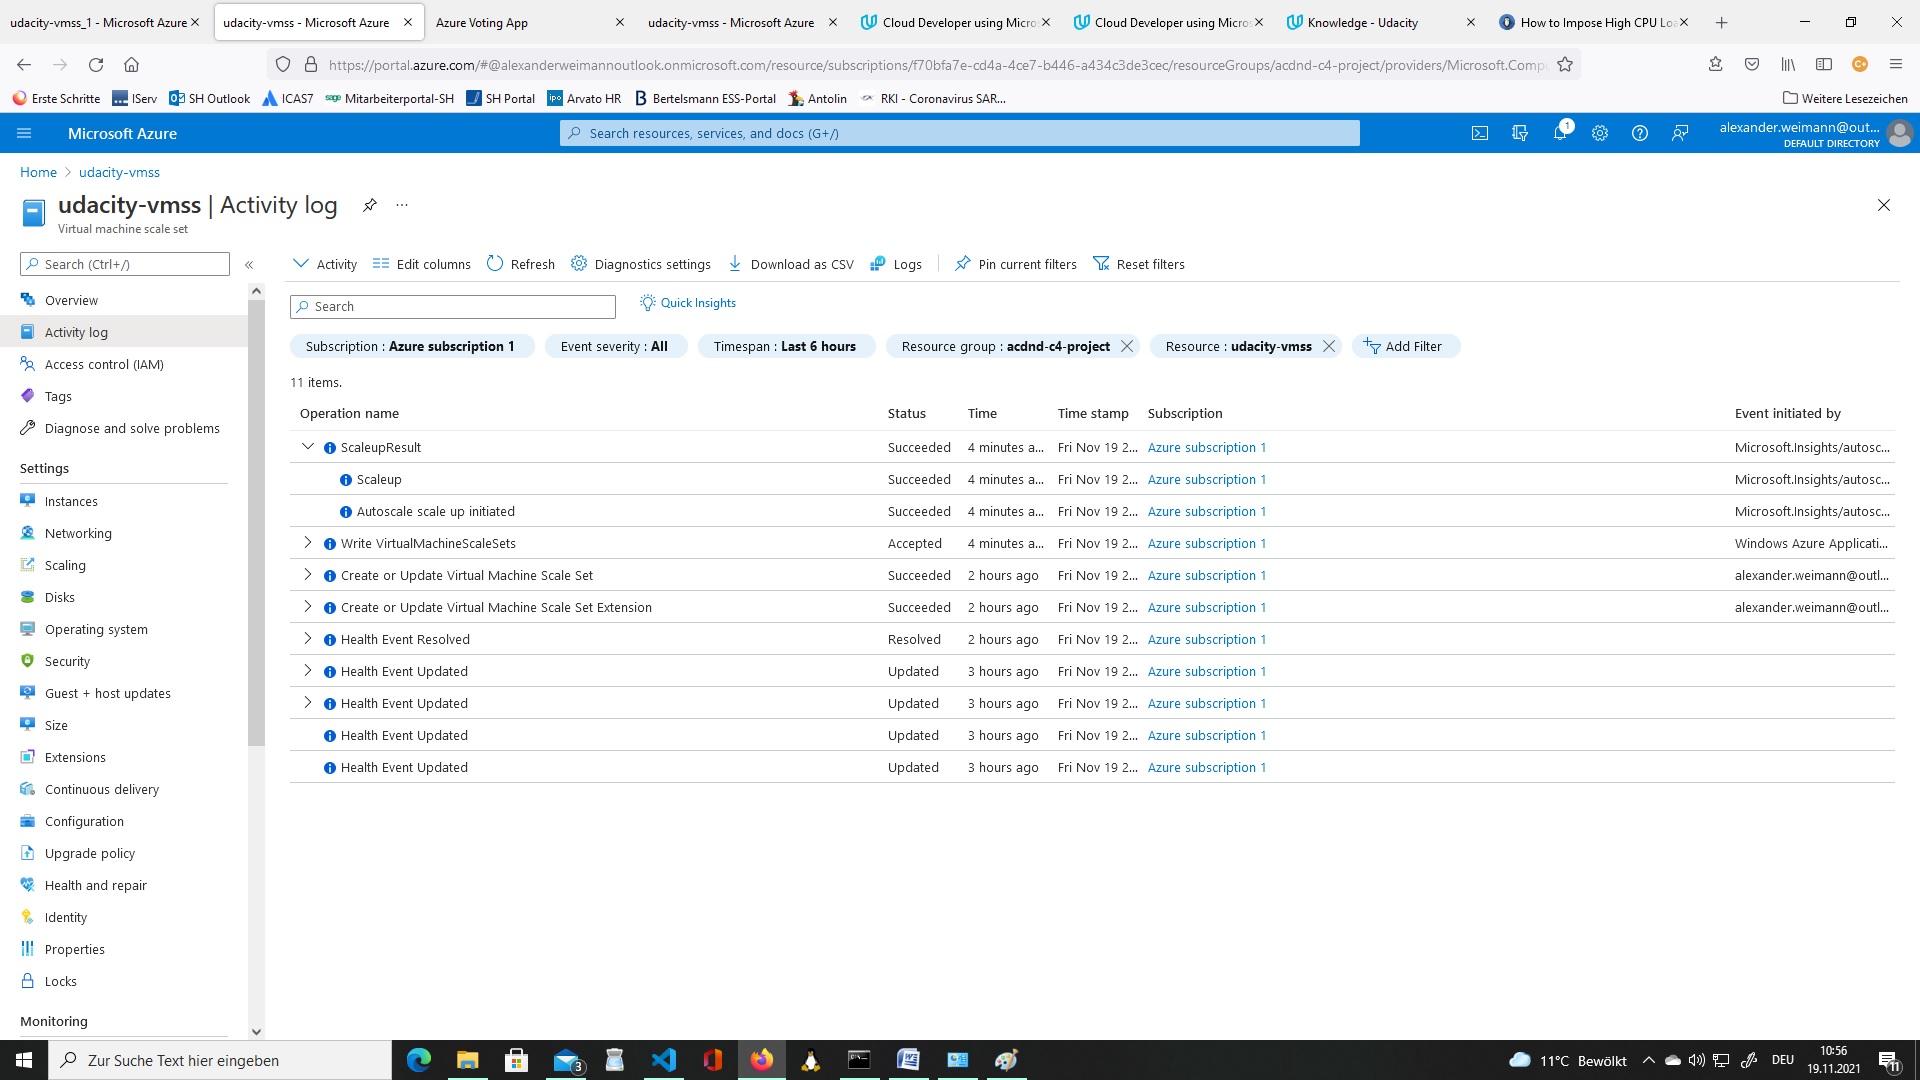 udacity-vmss_1 - Microsoft Azure
udacity-vmss - Microsoft Azure
Azure Voting App
udacity-vmss - Microsoft Azure
Cloud Developer using Micros
Cloud Developer using Micros
Knowledge - Udacity
How to Impose High CPU Loa
https://portal.azure.com/#@alexanderweimannoutlook.onmicrosoft.com/resource/subscriptions/f70bfa7e-cd4a-4ce7-b446-a434c3de3cec/resourceGroups/acdnd-c4-project/providers/Microsoft.Compu
Erste Schritte
IServ
SH Outlook
ICAS7
Mitarbeiterportal-SH
SH Portal
Arvato HR
Bertelsmann ESS-Portal
Antolin
RKI - Coronavirus SAR...
Weitere Lesezeichen
Microsoft Azure
Search resources, services, and docs (G+/)
1
alexander.weimann@out...
DEFAULT DIRECTORY
Home > udacity-vmss
udacity-vmss | Activity log
...
Virtual machine scale set
Search (Ctrl+/)
«
Activity
Edit columns
Refresh
Diagnostics settings
Download as CSV
Logs
Pin current filters
Reset filters
Search
Quick Insights
Subscription : Azure subscription 1
Event severity : All
Timespan : Last 6 hours
Resource group : acdnd-c4-project
Resource : udacity-vmss
Add Filter
11 items.
Operation name Status Time Time stamp Subscription Event initiated by
ScaleupResult Succeeded 4 minutes a... Fri Nov 19 2... Azure subscription 1 Microsoft.Insights/autosc...
Scaleup Succeeded 4 minutes a... Fri Nov 19 2... Azure subscription 1 Microsoft.Insights/autosc...
Autoscale scale up initiated Succeeded 4 minutes a... Fri Nov 19 2... Azure subscription 1 Microsoft.Insights/autosc...
Write VirtualMachineScaleSets Accepted 4 minutes a... Fri Nov 19 2... Azure subscription 1 Windows Azure Applicati...
Create or Update Virtual Machine Scale Set Succeeded 2 hours ago Fri Nov 19 2... Azure subscription 1 alexander.weimann@outl...
Create or Update Virtual Machine Scale Set Extension Succeeded 2 hours ago Fri Nov 19 2... Azure subscription 1 alexander.weimann@outl...
Health Event Resolved Resolved 2 hours ago Fri Nov 19 2... Azure subscription 1
Health Event Updated Updated 3 hours ago Fri Nov 19 2... Azure subscription 1
Health Event Updated Updated 3 hours ago Fri Nov 19 2... Azure subscription 1
Health Event Updated Updated 3 hours ago Fri Nov 19 2... Azure subscription 1
Health Event Updated Updated 3 hours ago Fri Nov 19 2... Azure subscription 1
Overview
Activity log
Access control (IAM)
Tags
Diagnose and solve problems
Settings
Instances
Networking
Scaling
Disks
Operating system
Security
Guest + host updates
Size
Extensions
Continuous delivery
Configuration
Upgrade policy
Health and repair
Identity
Properties
Locks
Monitoring
Zur Suche Text hier eingeben
3
11°C Bewölkt
DEU
10:56
19.11.2021
11